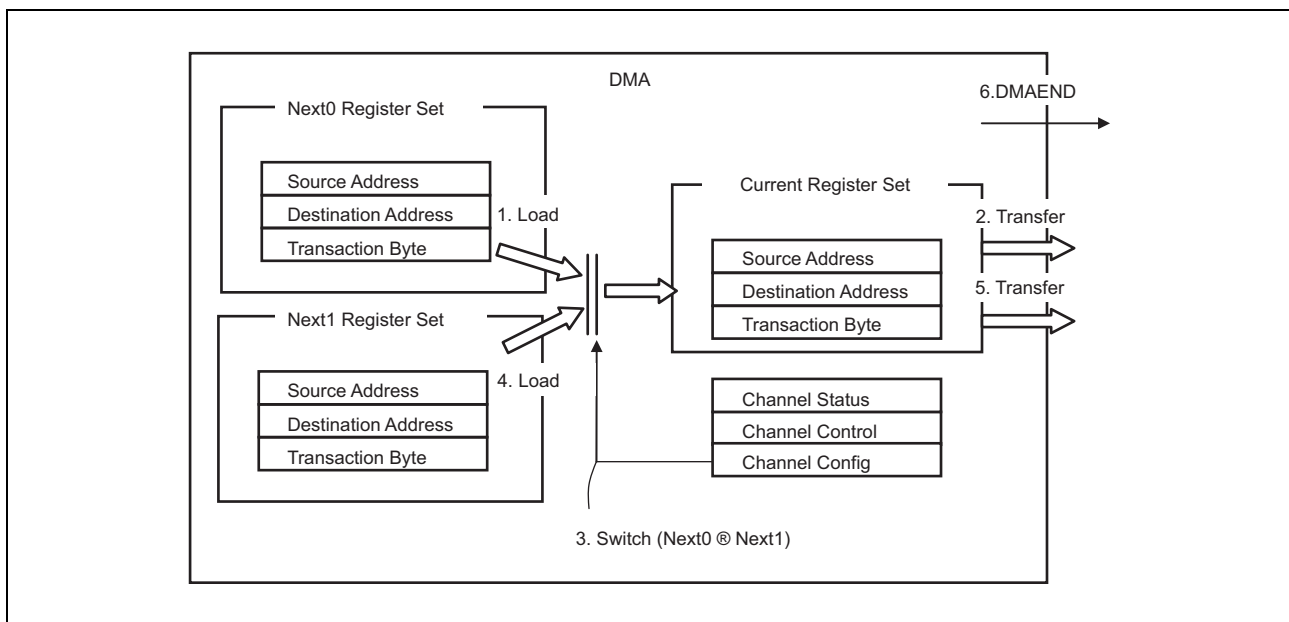 DMA
6.DMAEND
Next0 Register Set
Source Address
Destination Address
Transaction Byte
1. Load
Current Register Set
Source Address
Destination Address
Transaction Byte
2. Transfer
5. Transfer
Next1 Register Set
Source Address
Destination Address
Transaction Byte
4. Load
Channel Status
Channel Control
Channel Config
3. Switch (Next0 ® Next1)